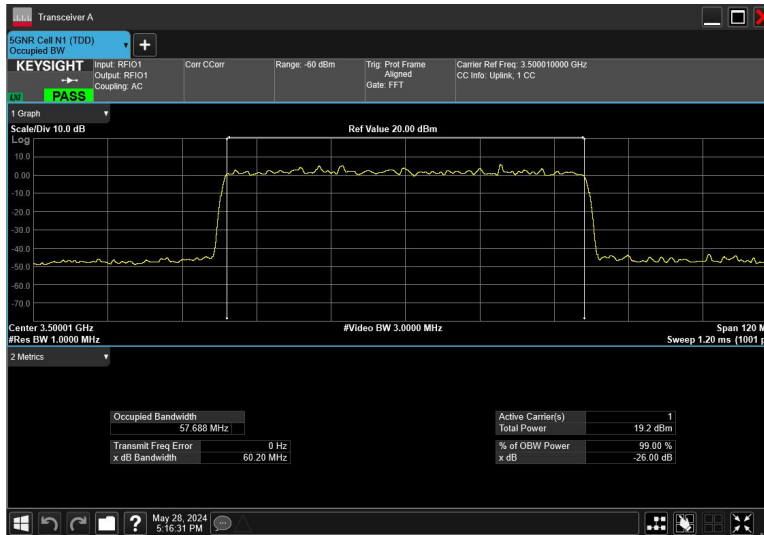 Transceiver A
5GNR Cell N1 (TDD)
Occupied BW
KEYSIGHT
Input: RFIO1
Output: RFIO1
Coupling: AC
Corr CCorr
Range: -60 dBm
Trig: Prot Frame
Aligned
Gate: FFT
Carrier Ref Freq: 3.500010000 GHz
CC Info: Uplink, 1 CC
LXI
PASS
1 Graph
Scale/Div 10.0 dB
Ref Value 20.00 dBm
Log
10.0
0.00
-10.0
-20.0
-30.0
-40.0
-50.0
-60.0
-70.0
Center 3.50001 GHz
#Video BW 3.0000 MHz
Span 120 M
#Res BW 1.0000 MHz
Sweep 1.20 ms (1001 p
2 Metrics
Occupied Bandwidth
57.688 MHz
Transmit Freq Error 0 Hz
x dB Bandwidth 60.20 MHz
Active Carrier(s) 1
Total Power 19.2 dBm
% of OBW Power 99.00 %
x dB -26.00 dB
May 28, 2024
5:16:31 PM